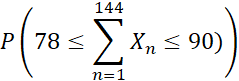 P(78 ≤ ∑_{n=1}^{144} X_n ≤ 90))